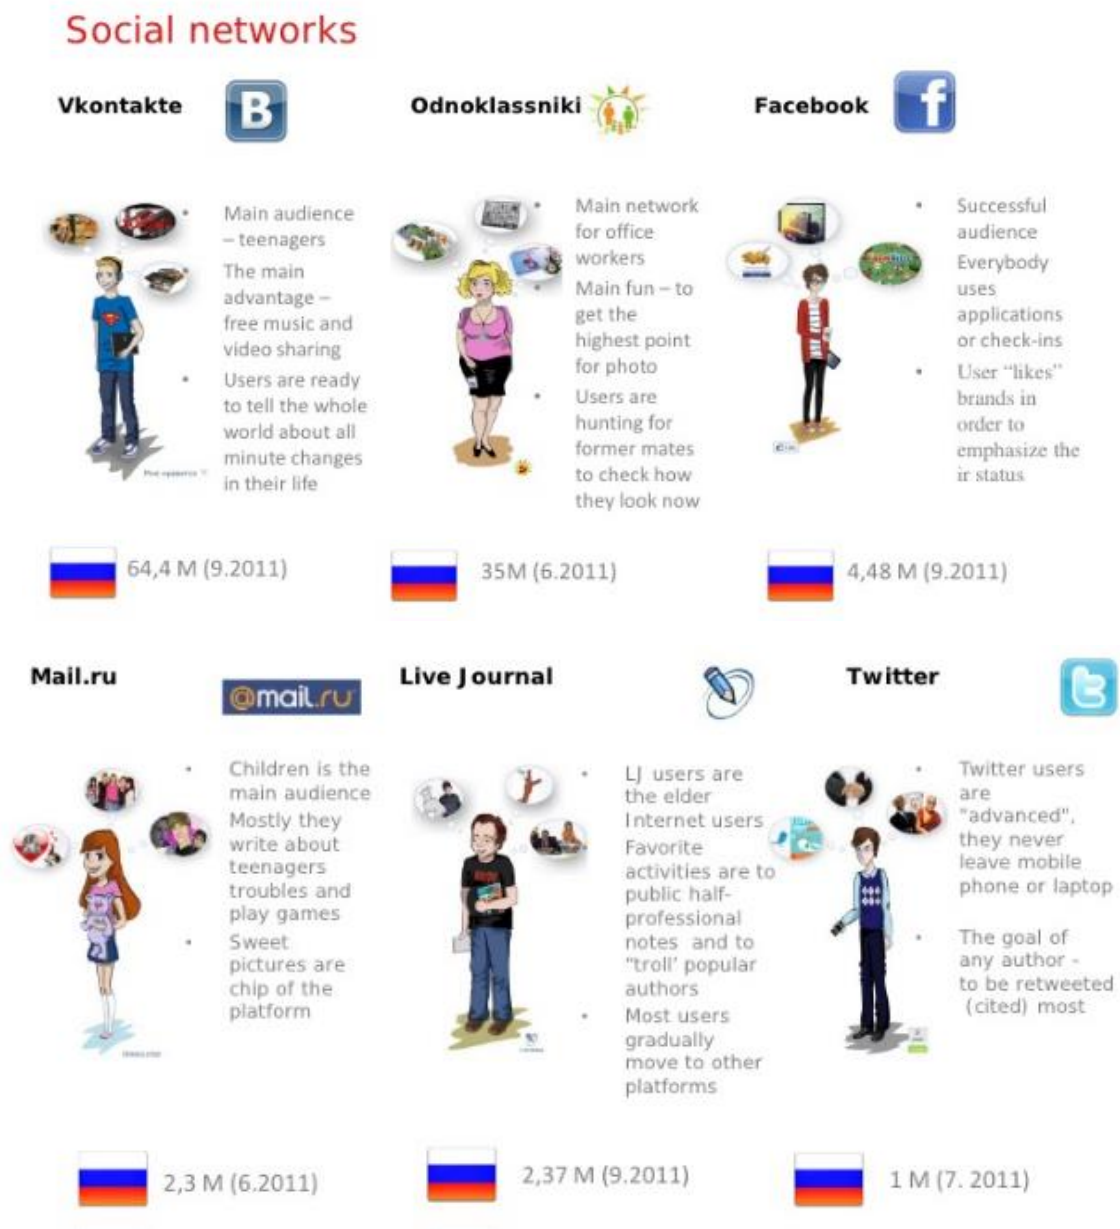 Social networks
Vkontakte
B
Odnoklassniki
Facebook
f
Main audience
– teenagers
The main
advantage –
free music and
video sharing
Users are ready
to tell the whole
world about all
minute changes
in their life
Main network
for office
workers
Main fun – to
get the
highest point
for photo
Users are
hunting for
former mates
to check how
they look now
Successful
audience
Everybody
uses
applications
or check-ins
User “likes”
brands in
order to
emphasize the
ir status
64,4 M (9.2011)
35M (6.2011)
4,48 M (9.2011)
Mail.ru
@mail.ru
Live Journal
Twitter
t
Children is the
main audience
Mostly they
write about
teenagers
troubles and
play games
Sweet
pictures are
chip of the
platform
LJ users are
the elder
Internet users
Favorite
activities are to
public half-
professional
notes and to
"troll' popular
authors
Most users
gradually
move to other
platforms
Twitter users
are
"advanced",
they never
leave mobile
phone or laptop
The goal of
any author -
to be retweeted
(cited) most
2,3 M (6.2011)
2,37 M (9.2011)
1 M (7. 2011)